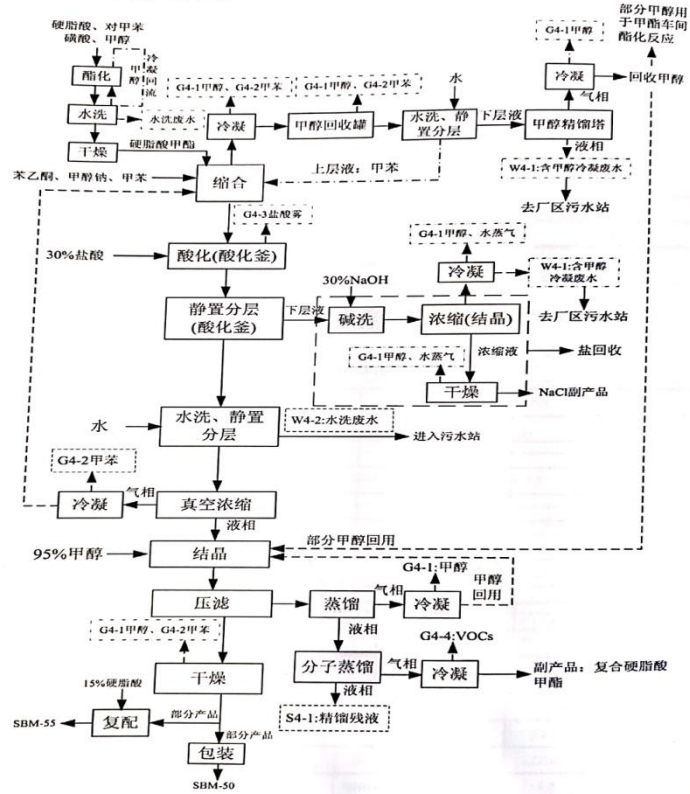 硬脂酸、对甲苯
磺酸、甲醇
酯化
甲醇
冷凝回流
水洗
水洗废水
干燥
硬脂酸甲酯
苯乙酮、甲醇钠、甲苯
缩合
G4-1甲醇、G4-2甲苯
冷凝
G4-1甲醇、G4-2甲苯
甲醇回收罐
水
水洗、静
置分层
上层液：甲苯
下层液
甲醇精馏塔
气相
冷凝
G4-1甲醇
回收甲醇
部分甲醇用
于甲酯车间
酯化反应
液相
W4-1:含甲醇冷凝废水
去厂区污水站
G4-3盐酸雾
30%盐酸
酸化(酸化釜)
静置分层
(酸化釜)
下层液
30%NaOH
碱洗
浓缩(结晶)
冷凝
G4-1甲醇、水蒸气
W4-1:含甲醇
冷凝废水
去厂区污水站
浓缩液
盐回收
G4-1甲醇、水蒸气
干燥
NaCl副产品
水
水洗、静置
分层
W4-2:水洗废水
进入污水站
G4-2甲苯
冷凝
气相
真空浓缩
液相
95%甲醇
结晶
部分甲醇回用
压滤
蒸馏
气相
冷凝
G4-1:甲醇
甲醇
回用
液相
分子蒸馏
气相
冷凝
G4-4:VOCs
副产品：复合硬脂酸
甲酯
液相
S4-1:精馏残液
G4-1甲醇、G4-2甲苯
干燥
15%硬脂酸
SBM-55
复配
部分产品
部分产品
包装
SBM-50